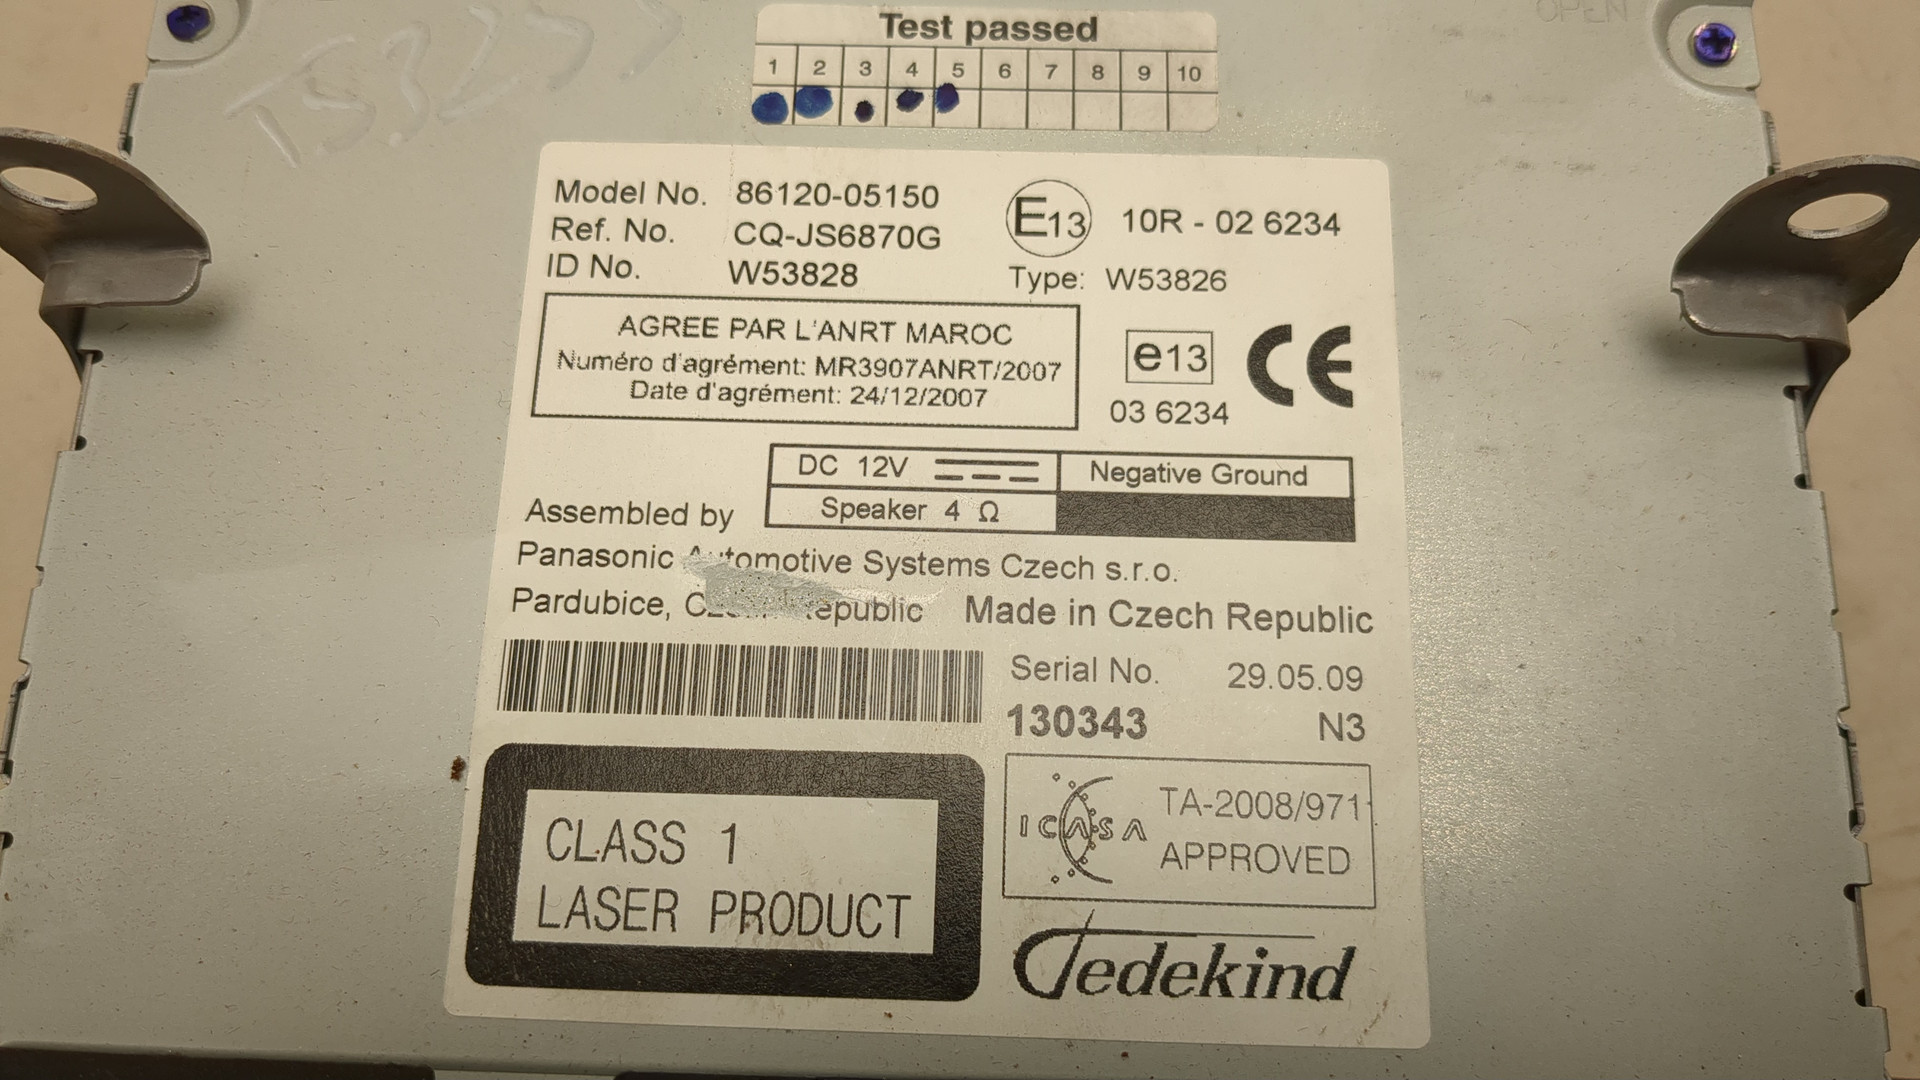 OPEN
Test passed
1 2 3 4 5 6 7 8 9 10
Model No. 86120-05150
Ref. No. CQ-JS6870G
ID No. W53828
E13 10R - 02 6234
Type: W53826
AGREE PAR L'ANRT MAROC
Numéro d'agrément: MR3907ANRT/2007
Date d'agrément: 24/12/2007
e13 CE
03 6234
DC 12V Negative Ground
Speaker 4 Ω
Assembled by
Panasonic Automotive Systems Czech s.r.o.
Pardubice, Republic Made in Czech Republic
Serial No. 29.05.09
130343 N3
CLASS 1
LASER PRODUCT
ICASA TA-2008/971
APPROVED
Jedekind